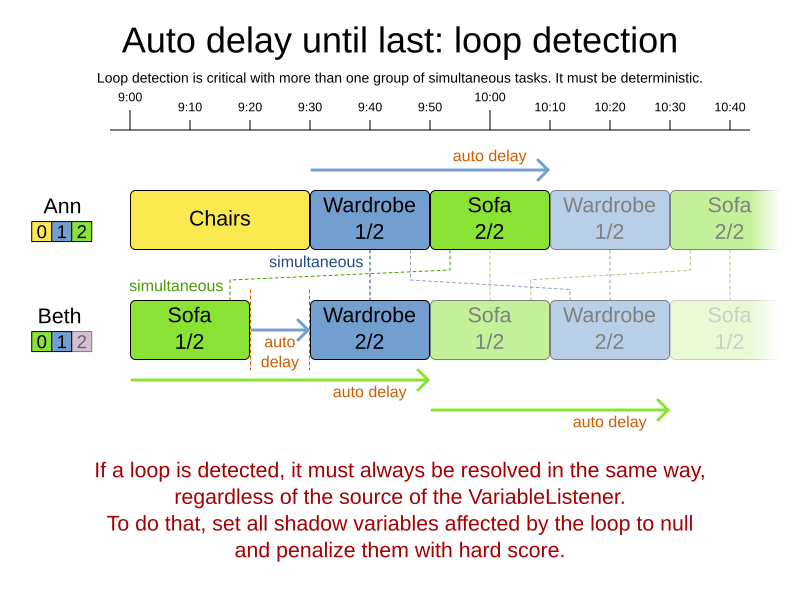 Auto delay until last: loop detection
Loop detection is critical with more than one group of simultaneous tasks. It must be deterministic.
9:00 9:10 9:20 9:30 9:40 9:50 10:00 10:10 10:20 10:30 10:40
auto delay
Ann
0 1 2
Chairs
Wardrobe
1/2
Sofa
2/2
Wardrobe
1/2
Sofa
2/2
simultaneous
simultaneous
Beth
0 1 2
Sofa
1/2
auto
delay
Wardrobe
2/2
Sofa
1/2
Wardrobe
2/2
Sofa
1/2
auto delay
auto delay
If a loop is detected, it must always be resolved in the same way,
regardless of the source of the VariableListener.
To do that, set all shadow variables affected by the loop to null
and penalize them with hard score.